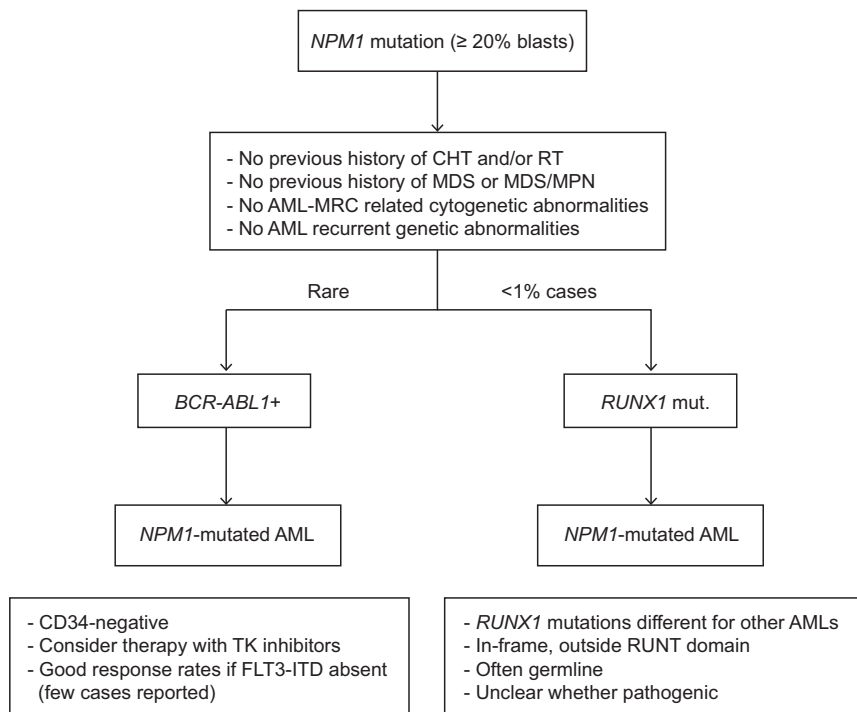 NPM1 mutation (≥ 20% blasts)
- No previous history of CHT and/or RT
- No previous history of MDS or MDS/MPN
- No AML-MRC related cytogenetic abnormalities
- No AML recurrent genetic abnormalities
Rare
<1% cases
BCR-ABL1+
RUNX1 mut.
NPM1-mutated AML
NPM1-mutated AML
- CD34-negative
- Consider therapy with TK inhibitors
- Good response rates if FLT3-ITD absent
(few cases reported)
- RUNX1 mutations different for other AMLs
- In-frame, outside RUNT domain
- Often germline
- Unclear whether pathogenic